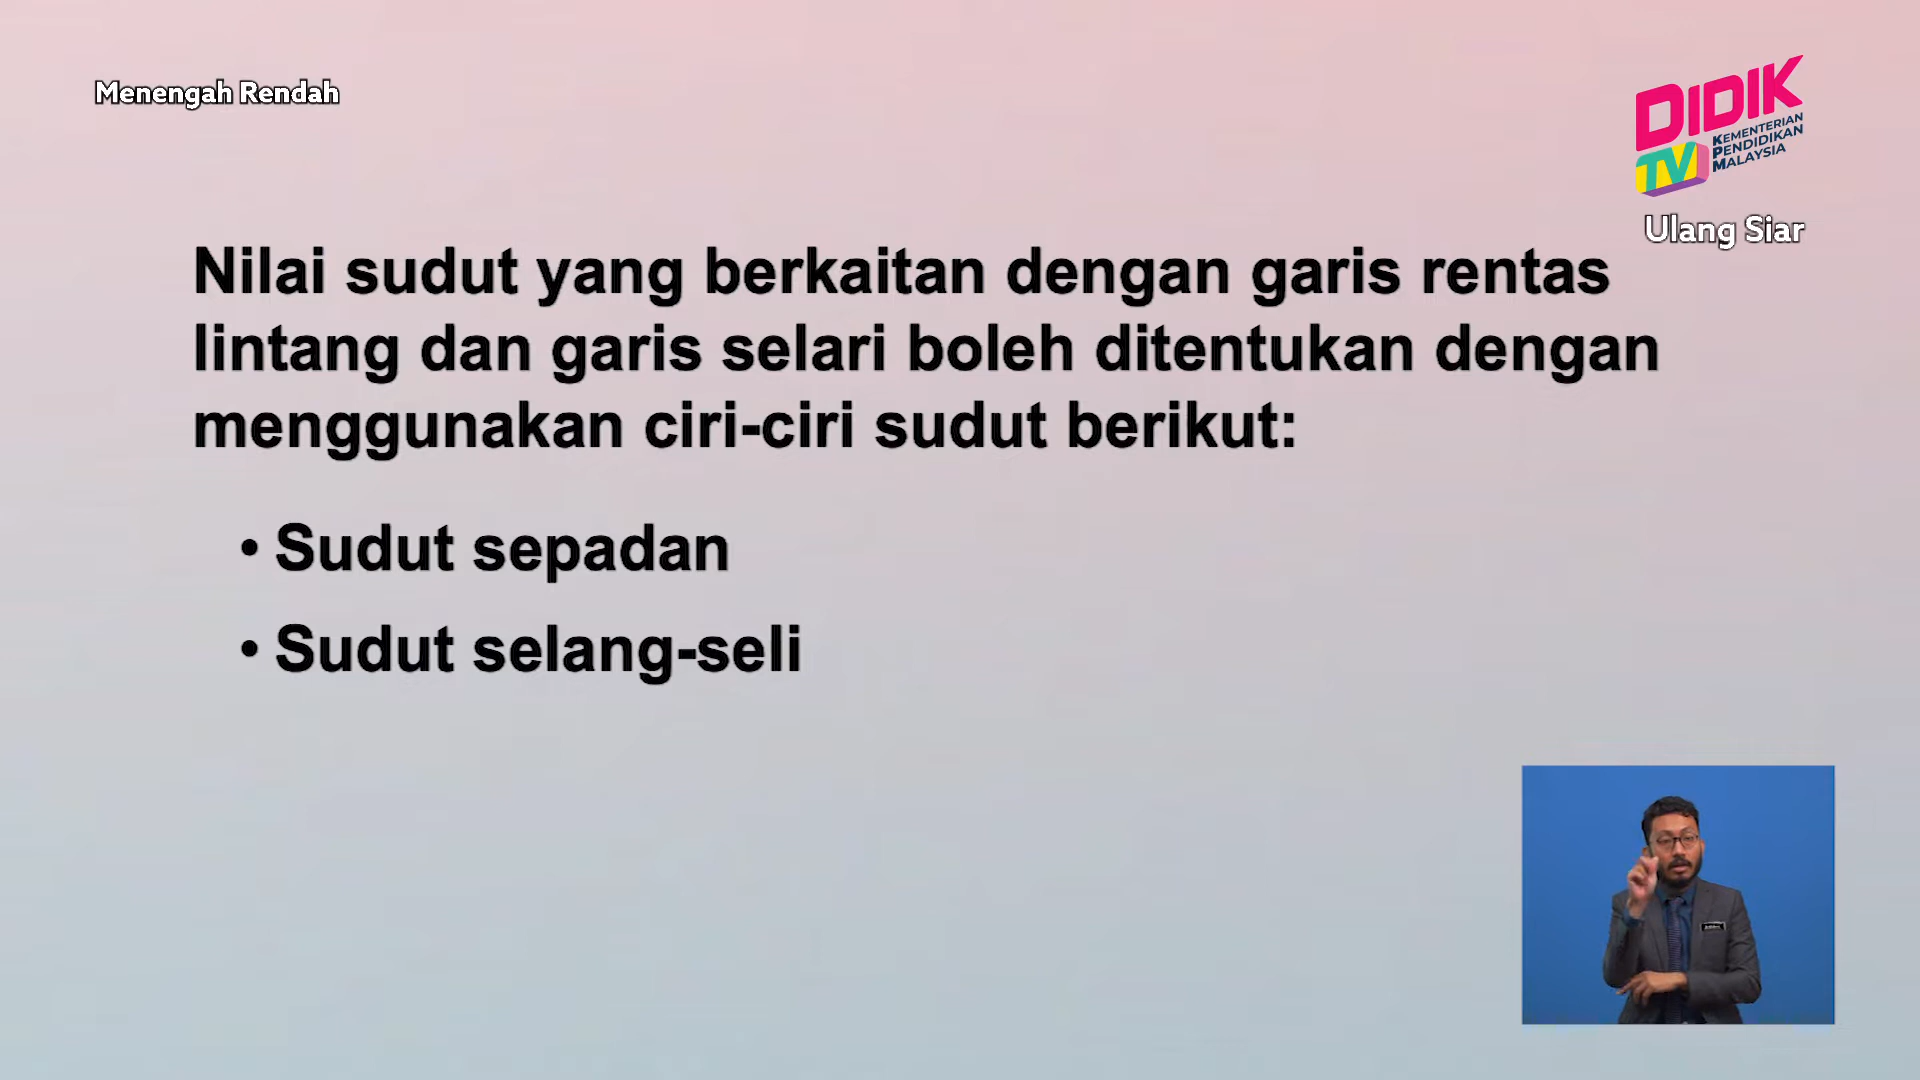 Menengah Rendah
DIDIK
TV
KEMENTERIAN
PENDIDIKAN
MALAYSIA
Ulang Siar
Nilai sudut yang berkaitan dengan garis rentas
lintang dan garis selari boleh ditentukan dengan
menggunakan ciri-ciri sudut berikut:
• Sudut sepadan
• Sudut selang-seli